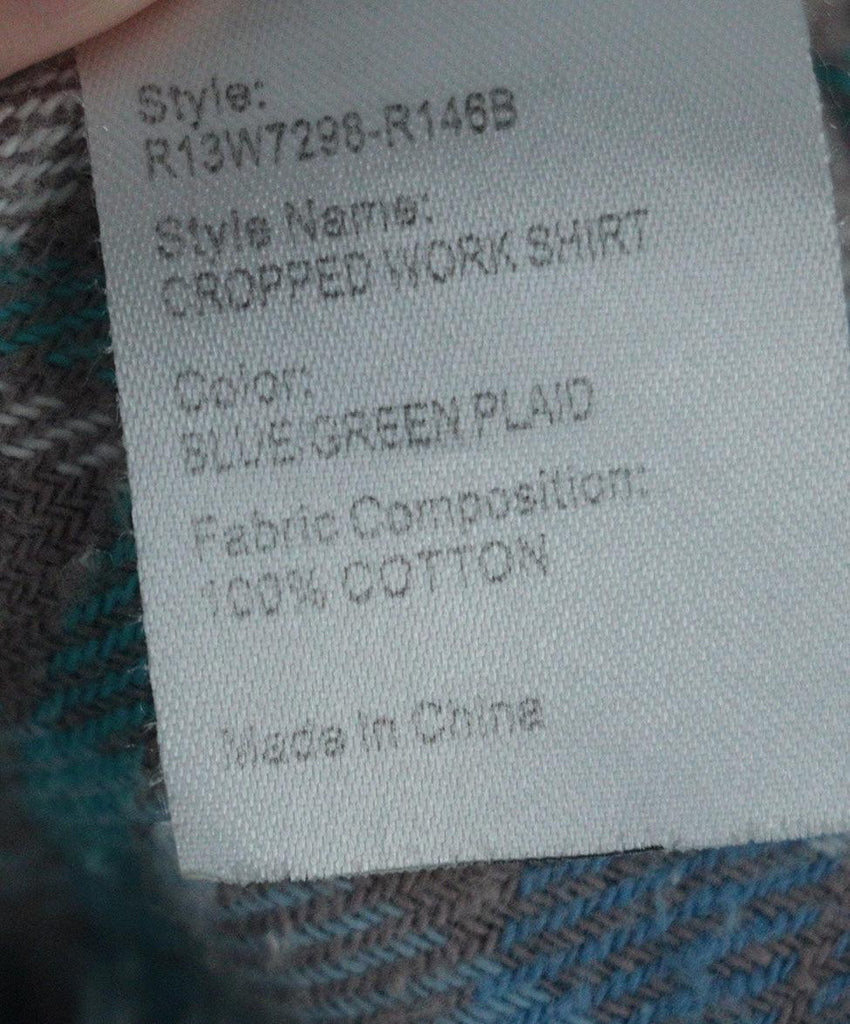 Style:
R13W7298-R146B
Style Name:
CROPPED WORK SHIRT
Color:
BLUE/GREEN PLAID
Fabric Composition:
100% COTTON
Made in China